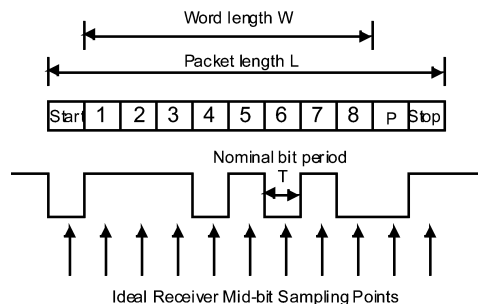 Word length W
Packet length L
Start 1 2 3 4 5 6 7 8 P Stop
Nominal bit period
T
Ideal Receiver Mid-bit Sampling Points